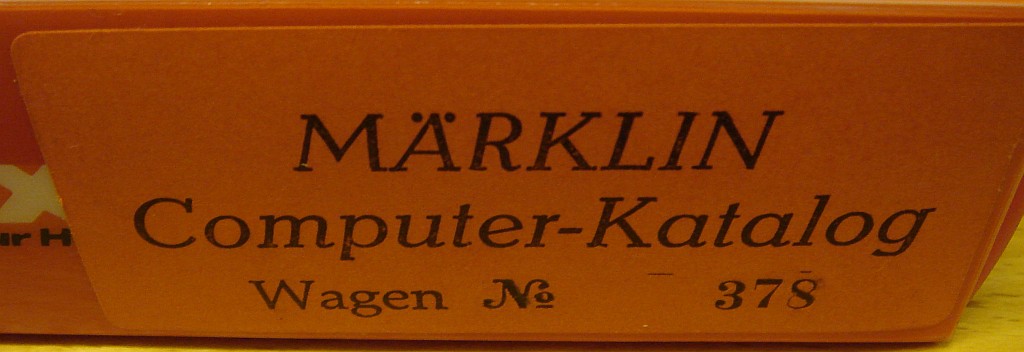 MÄRKLIN
Computer-Katalog
Wagen № 378